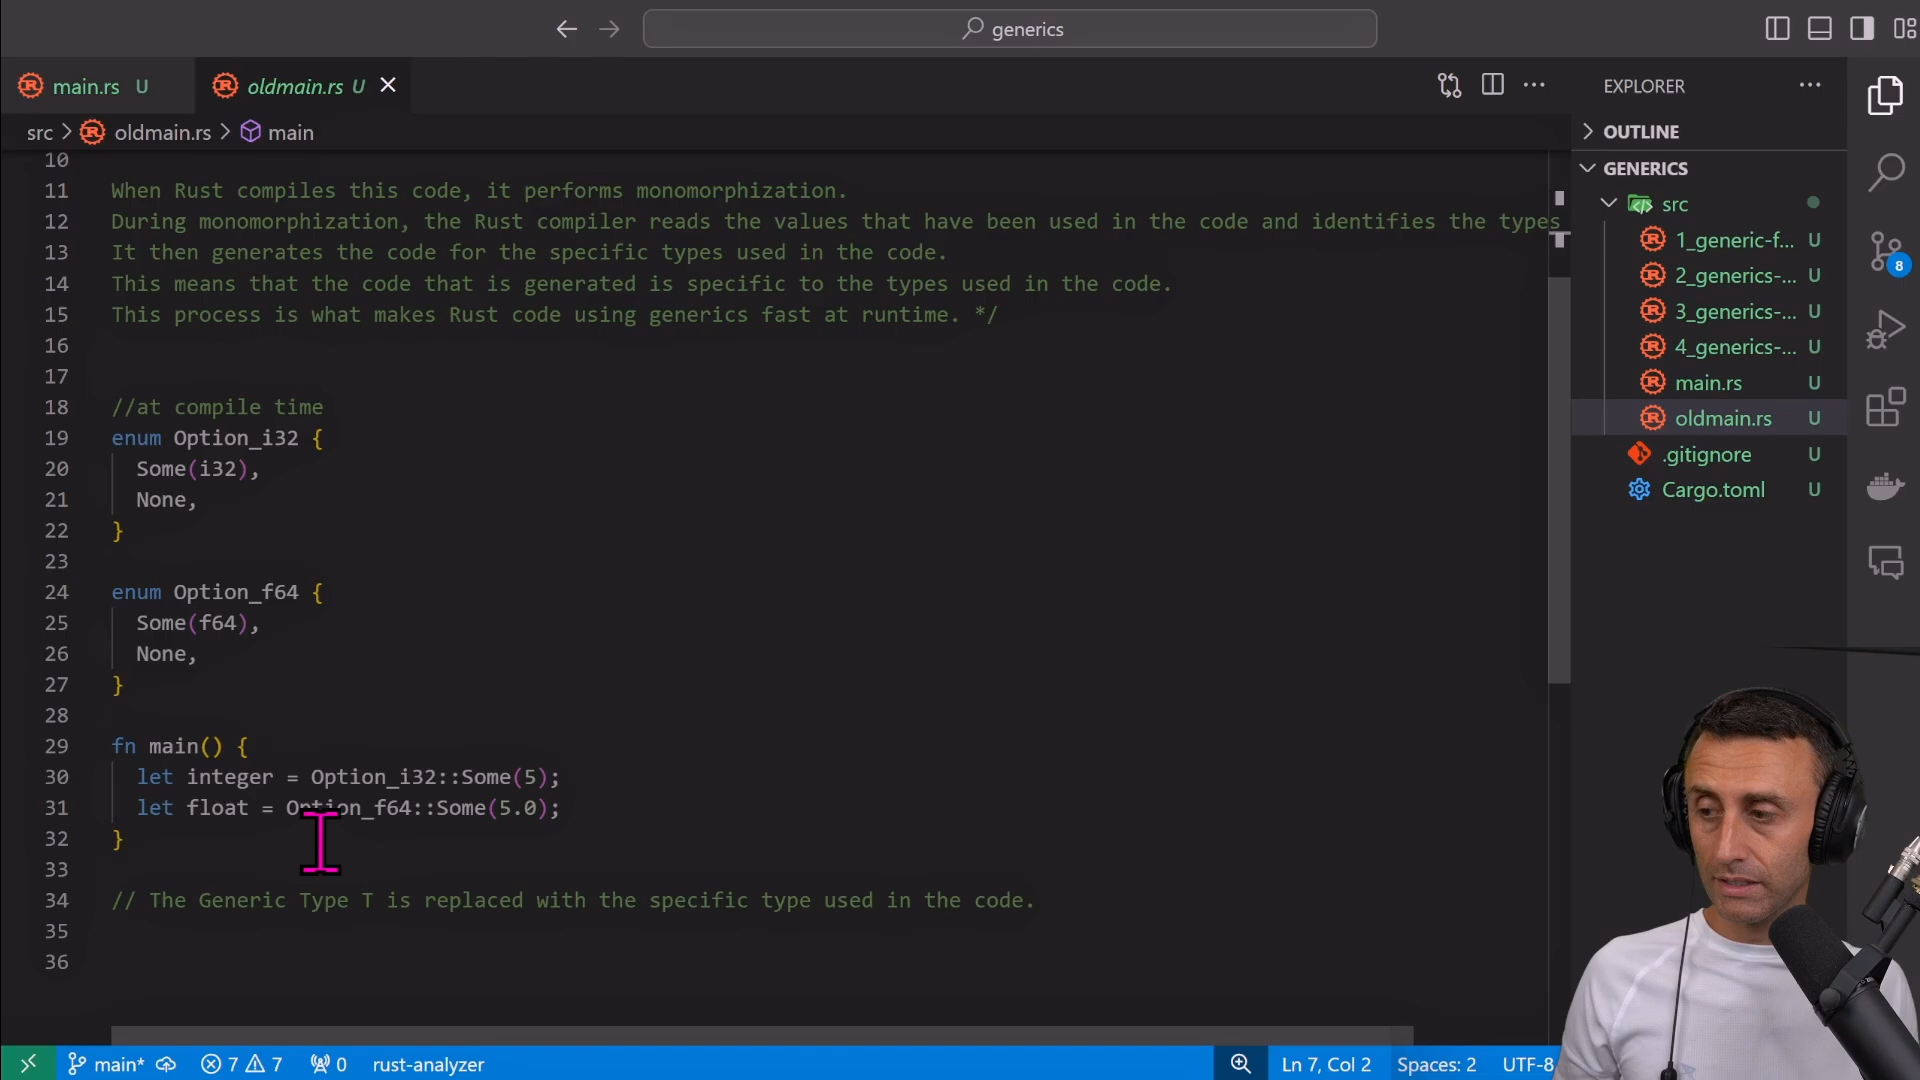 generics
main.rs U
oldmain.rs U
src > oldmain.rs > main
10
11 When Rust compiles this code, it performs monomorphization.
12 During monomorphization, the Rust compiler reads the values that have been used in the code and identifies the types
13 It then generates the code for the specific types used in the code.
14 This means that the code that is generated is specific to the types used in the code.
15 This process is what makes Rust code using generics fast at runtime. */
16
17
18 //at compile time
19 enum Option_i32 {
20 Some(i32),
21 None,
22 }
23
24 enum Option_f64 {
25 Some(f64),
26 None,
27 }
28
29 fn main() {
30 let integer = Option_i32::Some(5);
31 let float = Option_f64::Some(5.0);
32 }
33
34 // The Generic Type T is replaced with the specific type used in the code.
35
36
EXPLORER
OUTLINE
GENERICS
src
1_generic-f... U
2_generics-... U
3_generics-... U
4_generics-... U
main.rs U
oldmain.rs U
.gitignore U
Cargo.toml U
8
main* 7 7 0 rust-analyzer Ln 7, Col 2 Spaces: 2 UTF-8